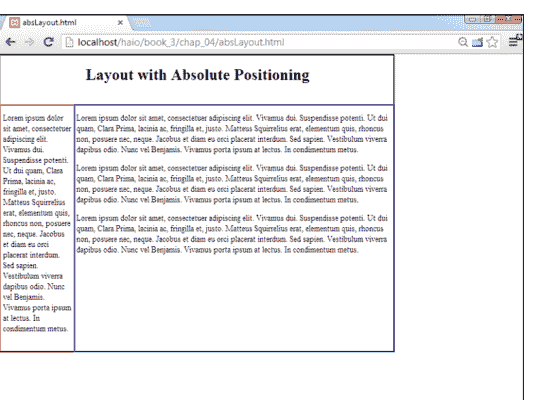 absLayout.html
localhost/haio/book_3/chap_04/absLayout.html
Layout with Absolute Positioning
Lorem ipsum dolor
sit amet, consectetuer
adipiscing elit.
Vivamus dui.
Suspendisse potenti.
Ut dui quam, Clara
Prima, lacinia ac,
fringilla et, justo.
Matteus Squirrelius
erat, elementum quis,
rhoncus non, posuere
nec, neque. Jacobus
et diam eu orci
placerat interdum.
Sed sapien.
Vestibulum viverra
dapibus odio. Nunc
vel Benjamis.
Vivamus porta ipsum
at lectus. In
condimentum metus.
Lorem ipsum dolor sit amet, consectetuer adipiscing elit. Vivamus dui. Suspendisse potenti. Ut dui
quam, Clara Prima, lacinia ac, fringilla et, justo. Matteus Squirrelius erat, elementum quis, rhoncus
non, posuere nec, neque. Jacobus et diam eu orci placerat interdum. Sed sapien. Vestibulum viverra
dapibus odio. Nunc vel Benjamis. Vivamus porta ipsum at lectus. In condimentum metus.
Lorem ipsum dolor sit amet, consectetuer adipiscing elit. Vivamus dui. Suspendisse potenti. Ut dui
quam, Clara Prima, lacinia ac, fringilla et, justo. Matteus Squirrelius erat, elementum quis, rhoncus
non, posuere nec, neque. Jacobus et diam eu orci placerat interdum. Sed sapien. Vestibulum viverra
dapibus odio. Nunc vel Benjamis. Vivamus porta ipsum at lectus. In condimentum metus.
Lorem ipsum dolor sit amet, consectetuer adipiscing elit. Vivamus dui. Suspendisse potenti. Ut dui
quam, Clara Prima, lacinia ac, fringilla et, justo. Matteus Squirrelius erat, elementum quis, rhoncus
non, posuere nec, neque. Jacobus et diam eu orci placerat interdum. Sed sapien. Vestibulum viverra
dapibus odio. Nunc vel Benjamis. Vivamus porta ipsum at lectus. In condimentum metus.